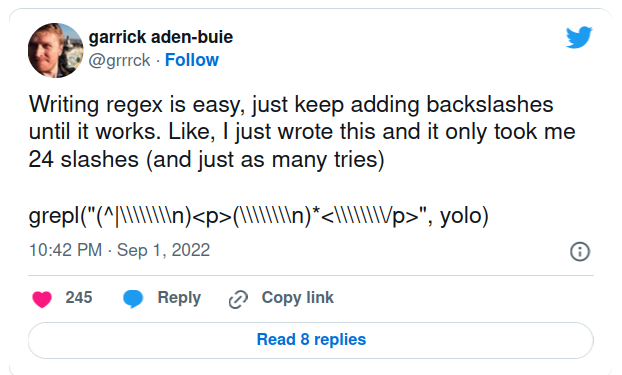 garrick aden-buie
@grrrck · Follow
Writing regex is easy, just keep adding backslashes
until it works. Like, I just wrote this and it only took me
24 slashes (and just as many tries)
grepl("(^|\\\\\\\\n)<p>(\\\\\\\\n)*<\\\\\\\\/p>", yolo)
10:42 PM · Sep 1, 2022
245 Reply Copy link
Read 8 replies